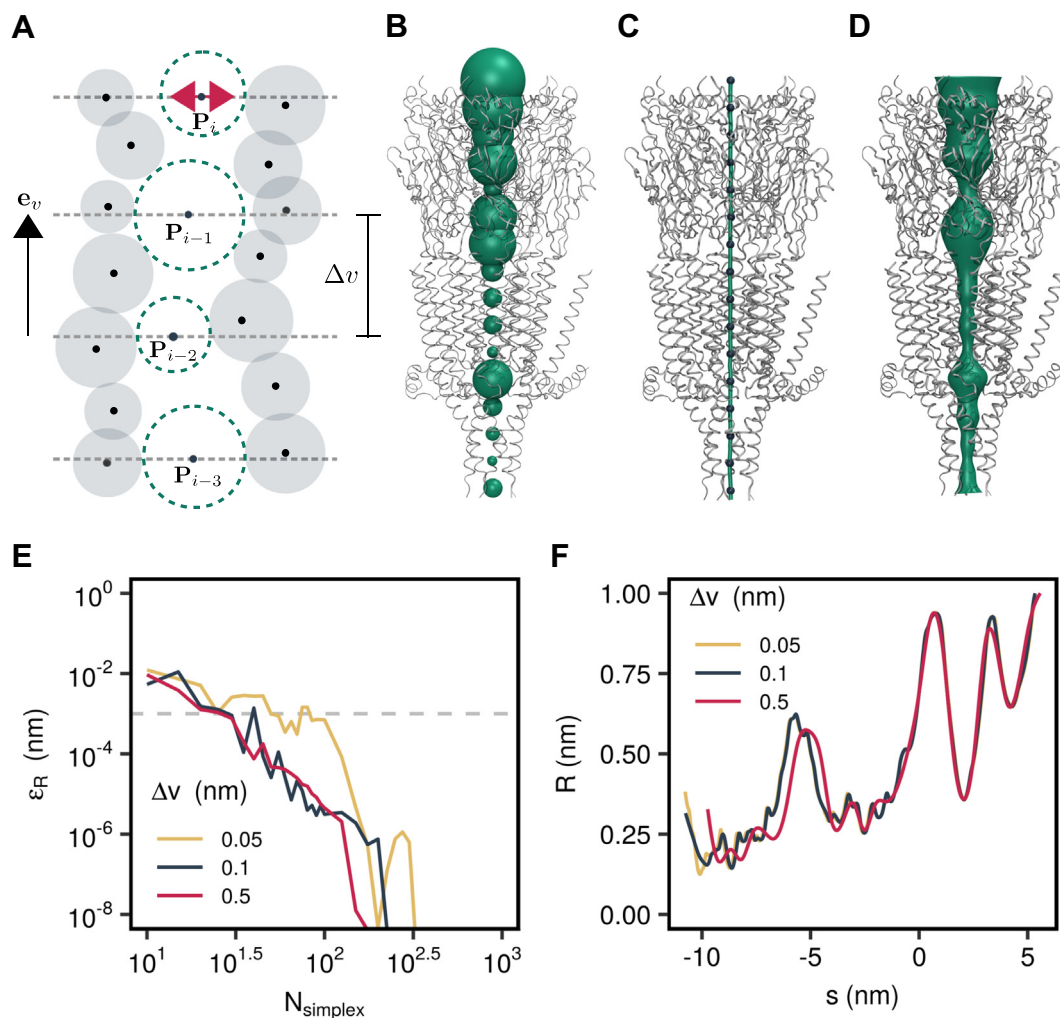 A
B
C
D
P_i
e_v
P_{i−1}
Δv
P_{i−2}
P_{i−3}
E
F
ε_R (nm)
10^0
10^-2
10^-4
10^-6
10^-8
Δv (nm)
0.05
0.1
0.5
10^1
10^1.5
10^2
10^2.5
10^3
N_simplex
R (nm)
1.00
0.75
0.50
0.25
0.00
Δv (nm)
0.05
0.1
0.5
-10
-5
0
5
s (nm)